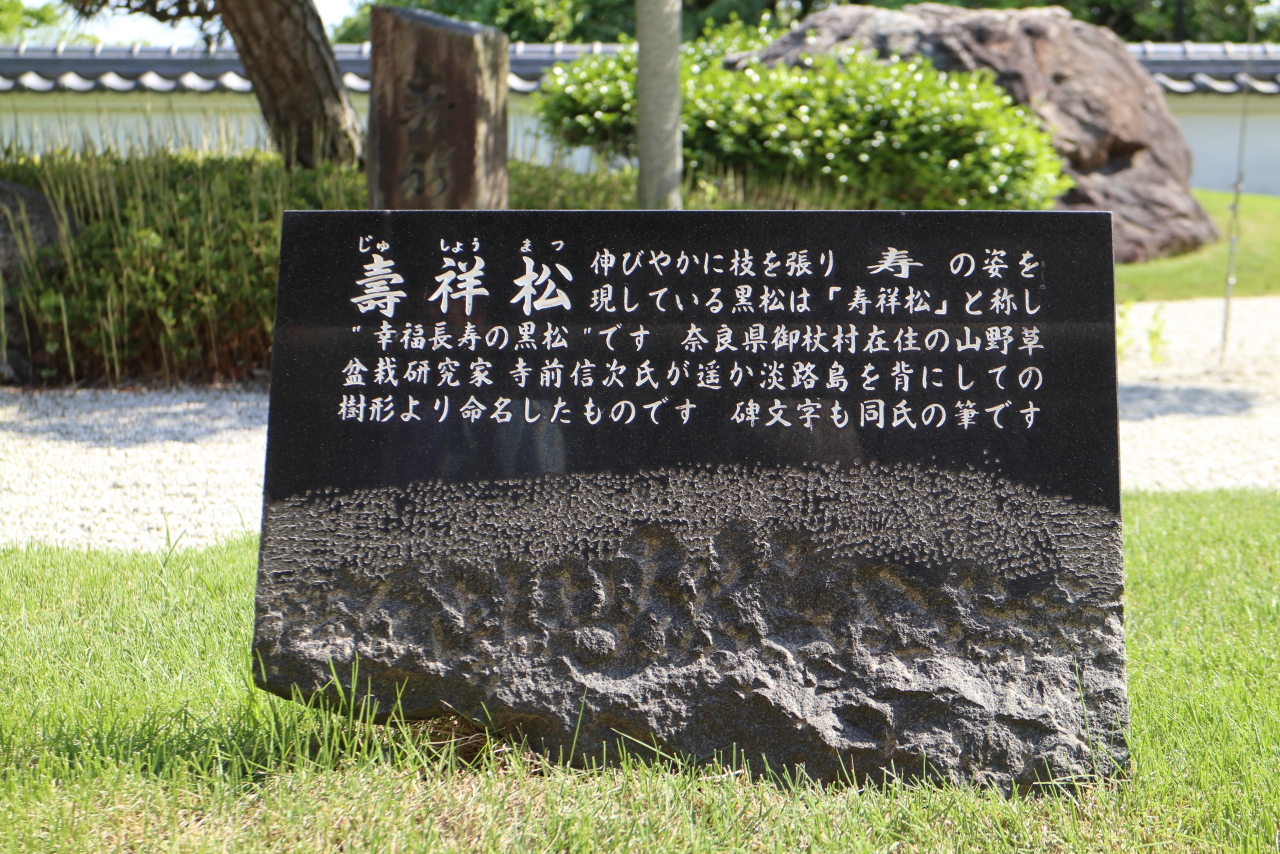 じゅ しょう まつ
壽祥松
伸びやかに枝を張り 寿 の姿を
現している黒松は「寿祥松」と称し
"幸福長寿の黒松"です 奈良県御杖村在住の山野草
盆栽研究家 寺前信次氏が遥か淡路島を背にしての
樹形より命名したものです 碑文字も同氏の筆です